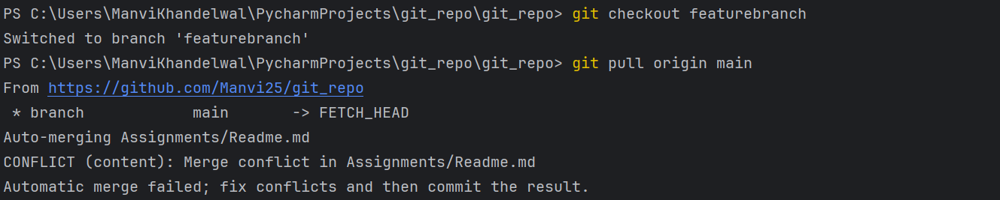 PS C:\Users\ManviKhandelwal\PycharmProjects\git_repo\git_repo> git checkout featurebranch
Switched to branch 'featurebranch'
PS C:\Users\ManviKhandelwal\PycharmProjects\git_repo\git_repo> git pull origin main
From https://github.com/Manvi25/git_repo
 * branch            main       -> FETCH_HEAD
Auto-merging Assignments/Readme.md
CONFLICT (content): Merge conflict in Assignments/Readme.md
Automatic merge failed; fix conflicts and then commit the result.